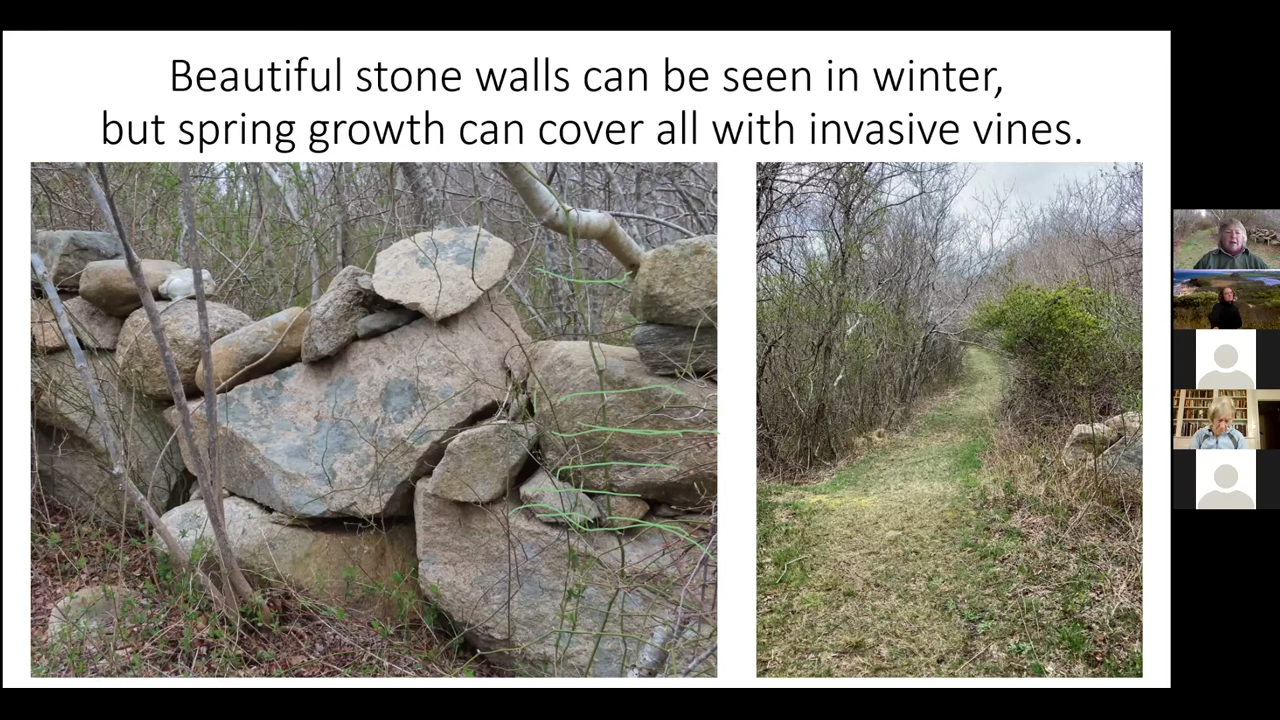 Beautiful stone walls can be seen in winter,
but spring growth can cover all with invasive vines.